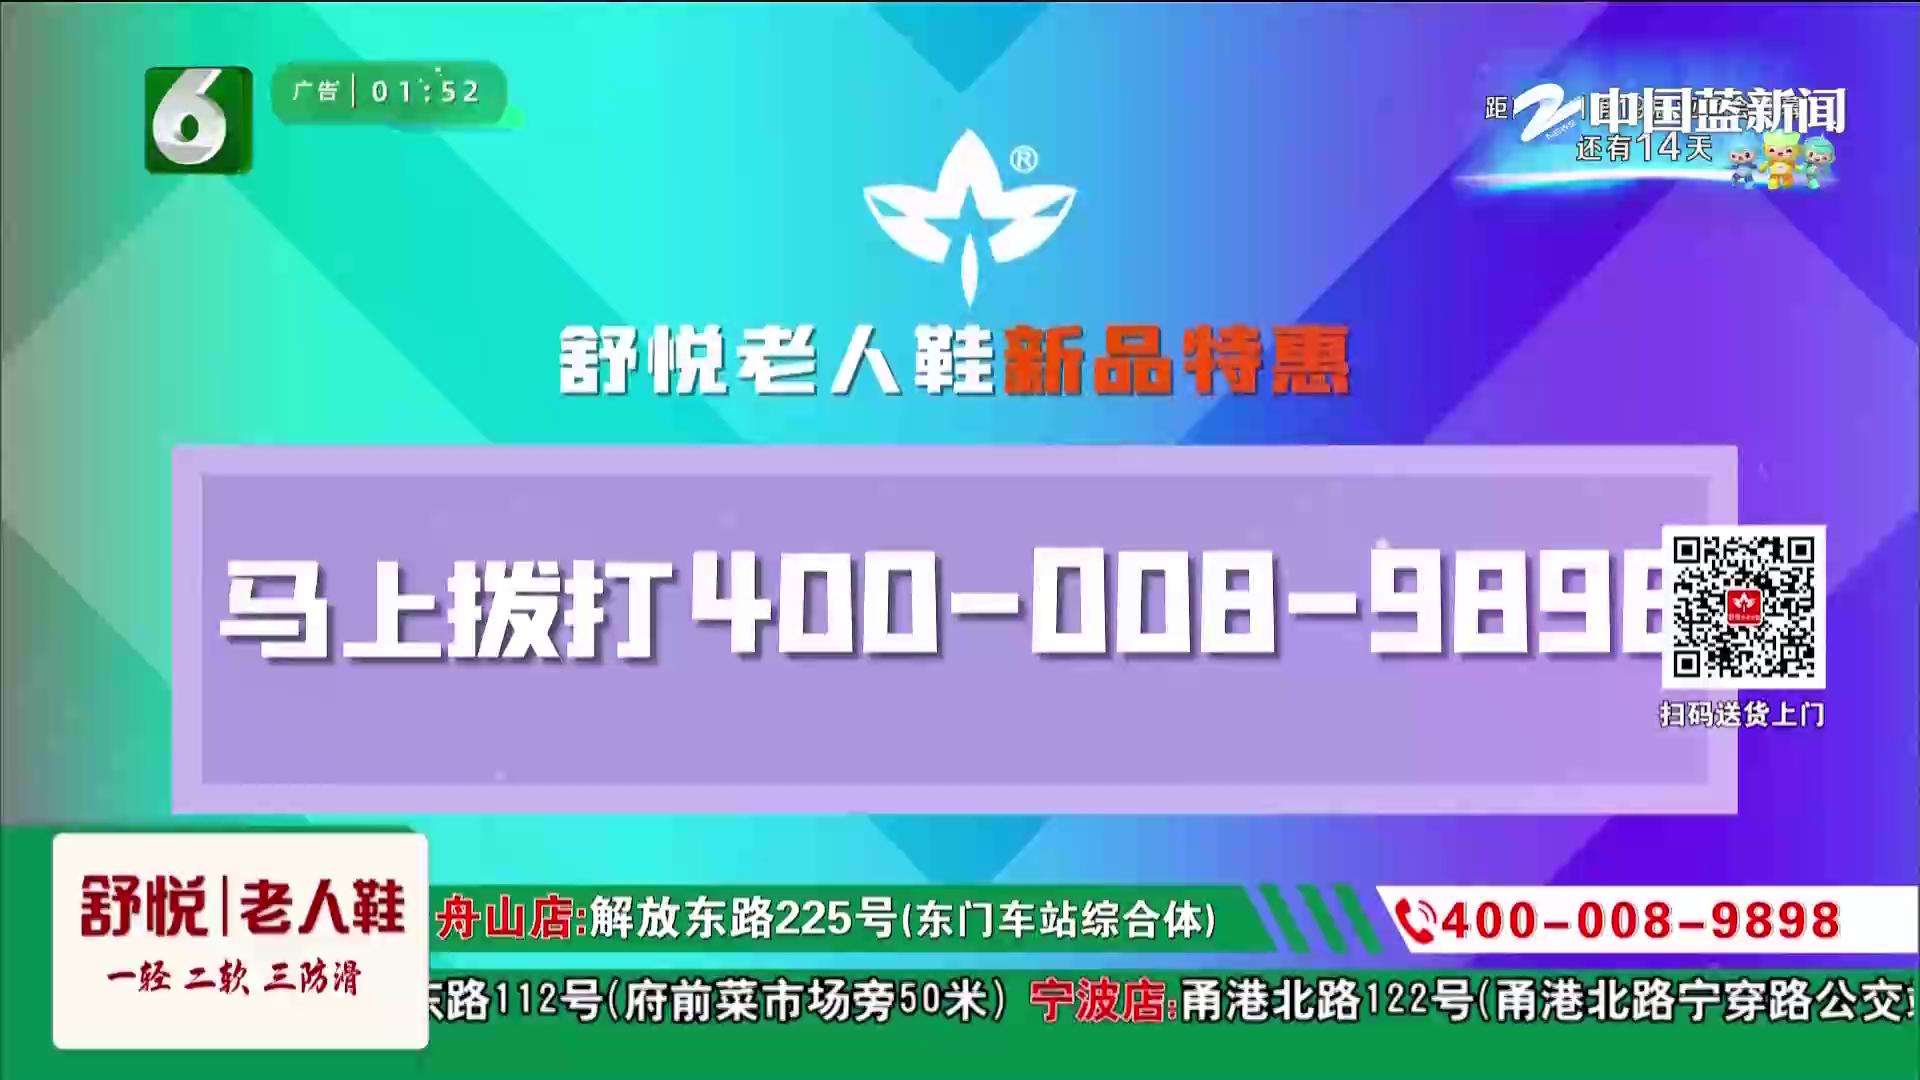 6
广告 | 01:52
中国蓝新闻
NEWS
还有14天
®
舒悦老人鞋新品特惠
马上拨打400-008-9898
扫码送货上门
舒悦|老人鞋
一轻 二软 三防滑
舟山店:解放东路225号(东门车站综合体)
400-008-9898
东路112号(府前菜市场旁50米) 宁波店:甬港北路122号(甬港北路宁穿路公交